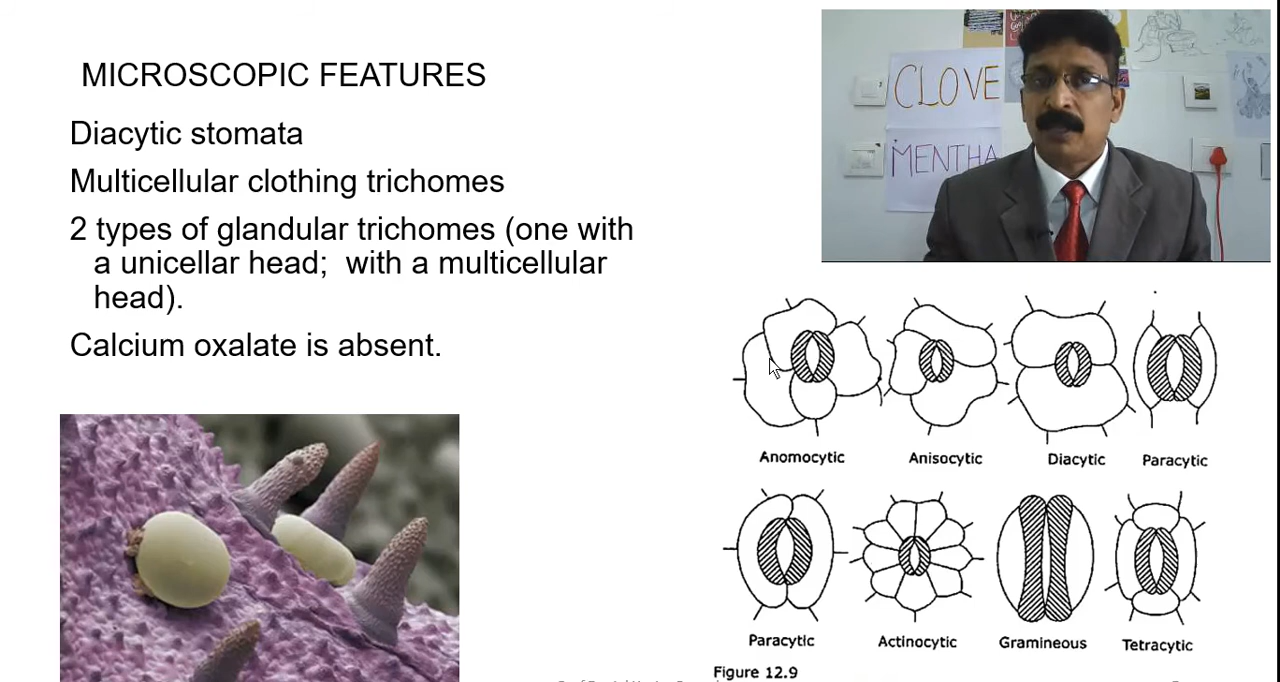 MICROSCOPIC FEATURES
Diacytic stomata
Multicellular clothing trichomes
2 types of glandular trichomes (one with
a unicellar head; with a multicellular
head).
Calcium oxalate is absent.
CLOVE
MENTHA
Anomocytic Anisocytic Diacytic Paracytic
Paracytic Actinocytic Gramineous Tetracytic
Figure 12.9